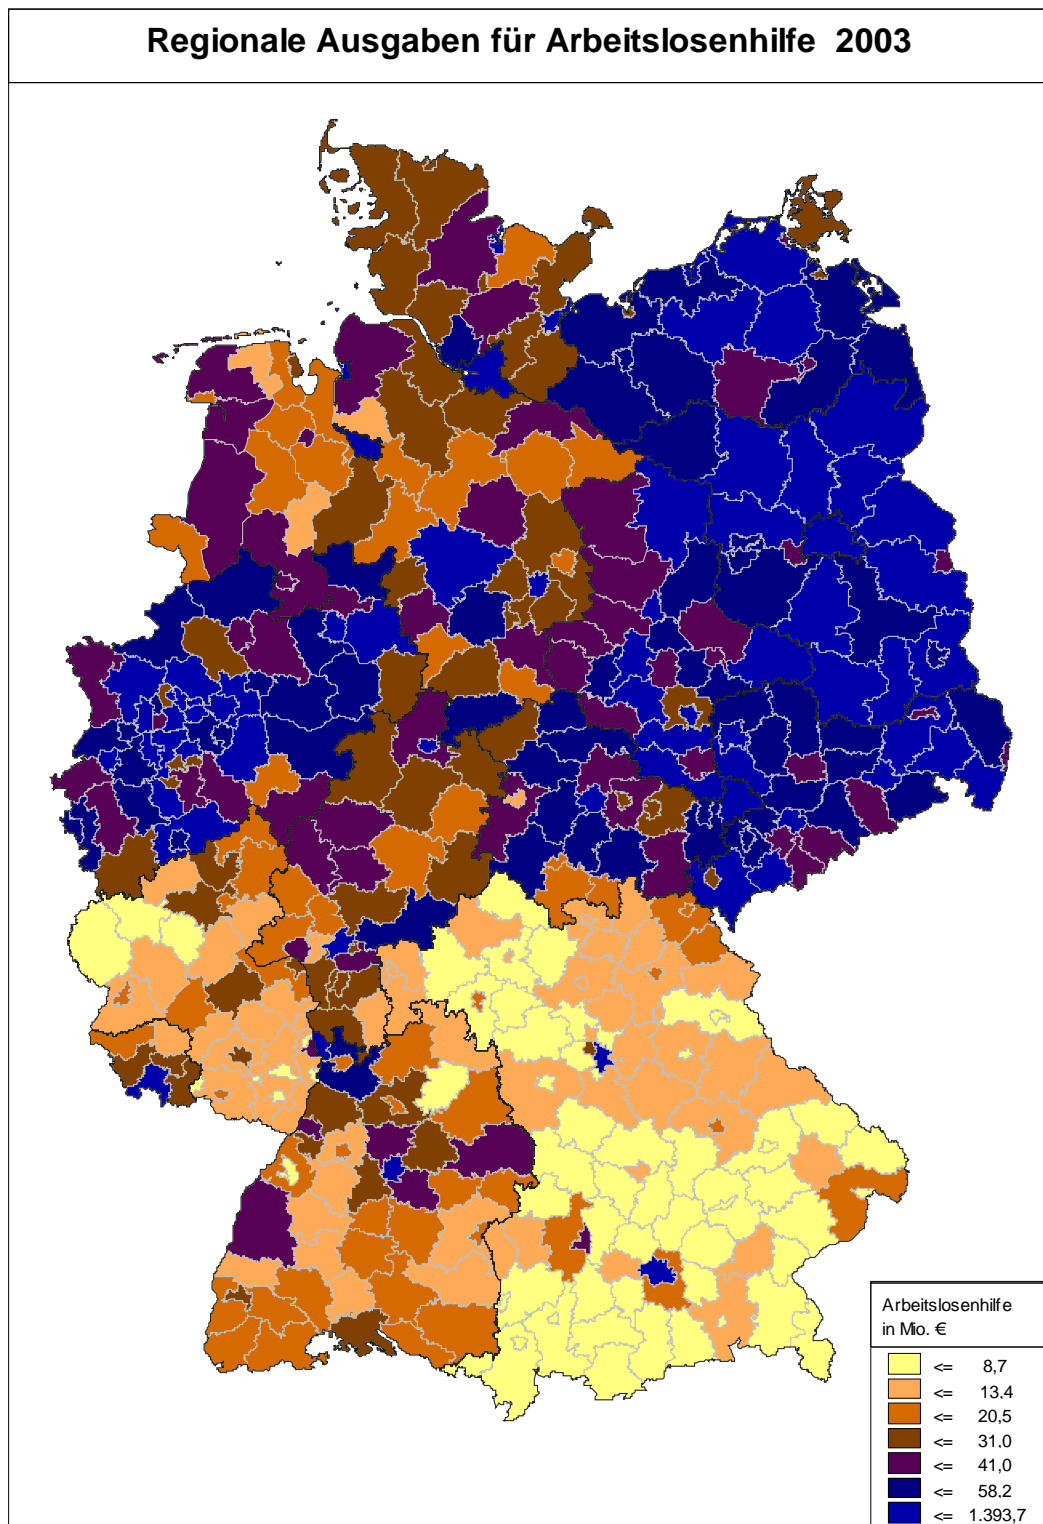 Regionale Ausgaben für Arbeitslosenhilfe 2003
Arbeitslosenhilfe
in Mio. €
<= 8,7
<= 13,4
<= 20,5
<= 31,0
<= 41,0
<= 58,2
<= 1.393,7